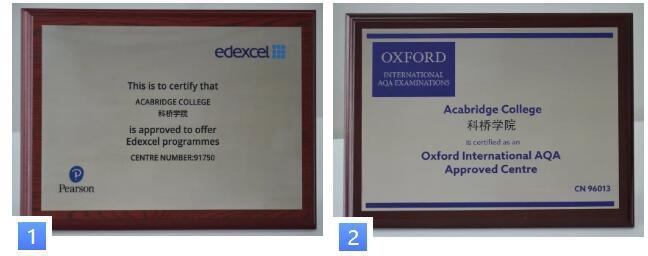 edexcel
This is to certify that
ACABRIDGE COLLEGE
科桥学院
is approved to offer
Edexcel programmes
CENTRE NUMBER:91750
P
Pearson
1
OXFORD
INTERNATIONAL
AQA EXAMINATIONS
Acabridge College
科桥学院
is certified as an
Oxford International AQA
Approved Centre
CN 96013
2